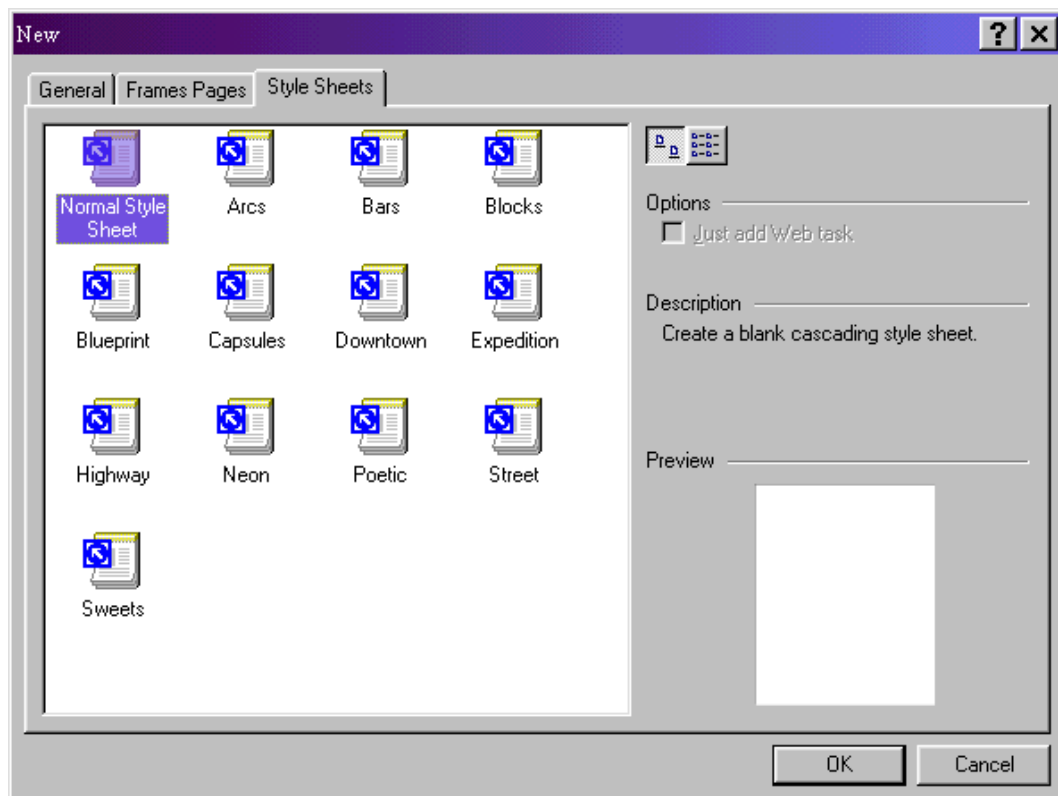 New
General
Frames Pages
Style Sheets
Normal Style
Sheet
Arcs
Bars
Blocks
Blueprint
Capsules
Downtown
Expedition
Highway
Neon
Poetic
Street
Sweets
Options
Just add Web task
Description
Create a blank cascading style sheet.
Preview
OK
Cancel